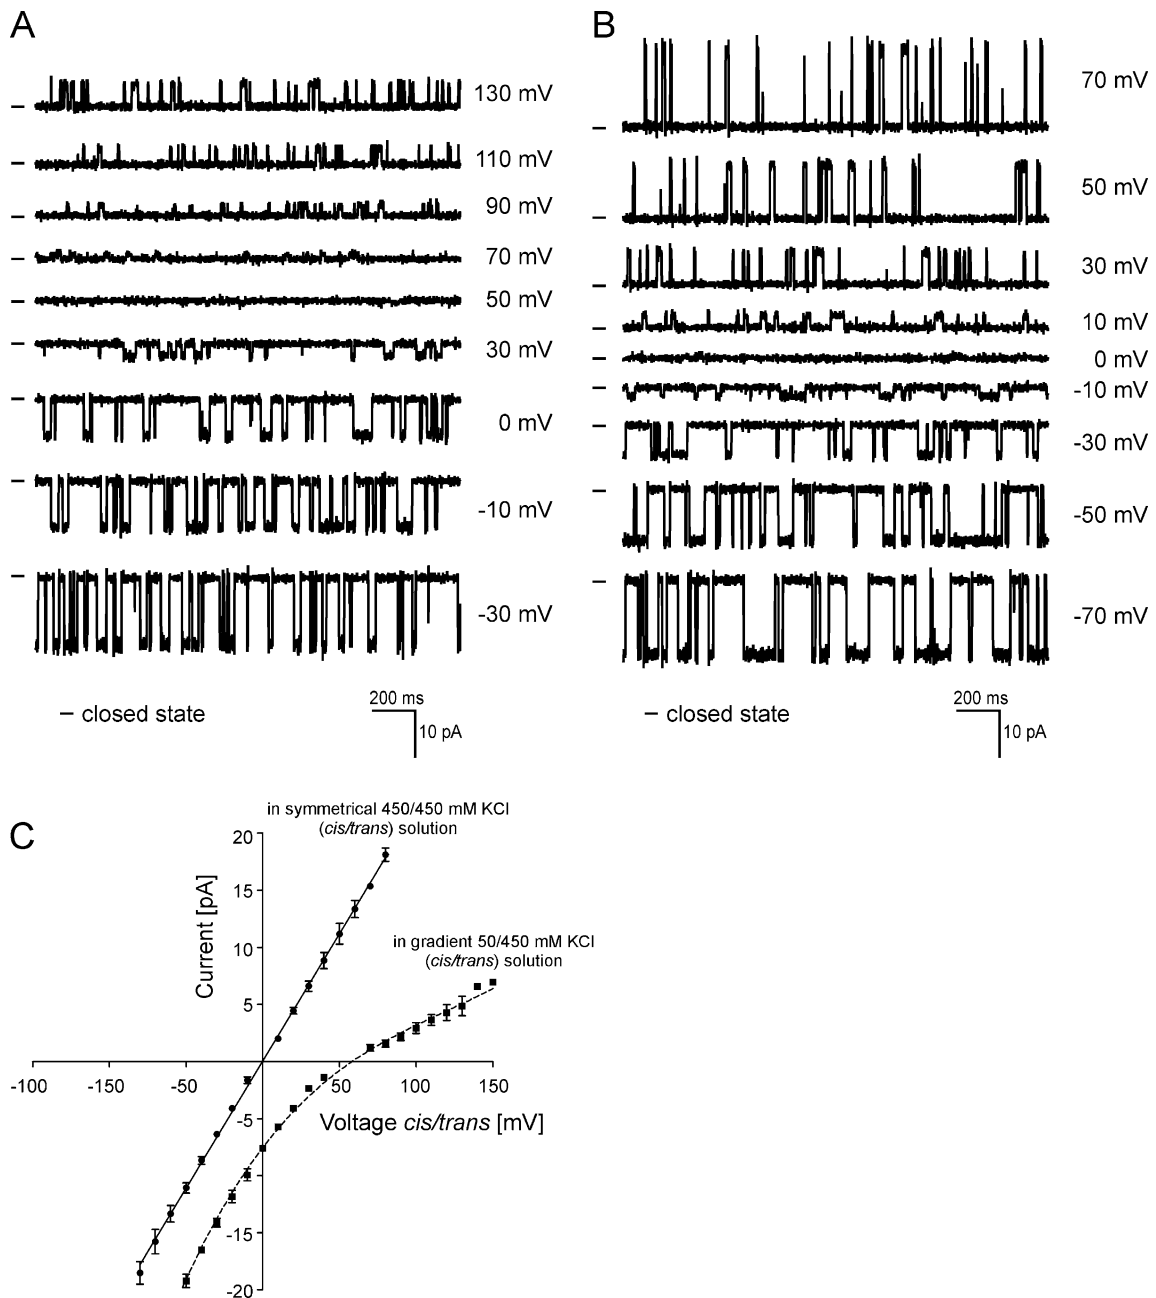 A
130 mV
110 mV
90 mV
70 mV
50 mV
30 mV
0 mV
-10 mV
-30 mV
– closed state
200 ms
10 pA
B
70 mV
50 mV
30 mV
10 mV
0 mV
-10 mV
-30 mV
-50 mV
-70 mV
– closed state
200 ms
10 pA
C
in symmetrical 450/450 mM KCl
(cis/trans) solution
in gradient 50/450 mM KCl
(cis/trans) solution
Current [pA]
20
15
10
5
-5
-15
-20
-100
-150
-50
50
100
150
Voltage cis/trans [mV]